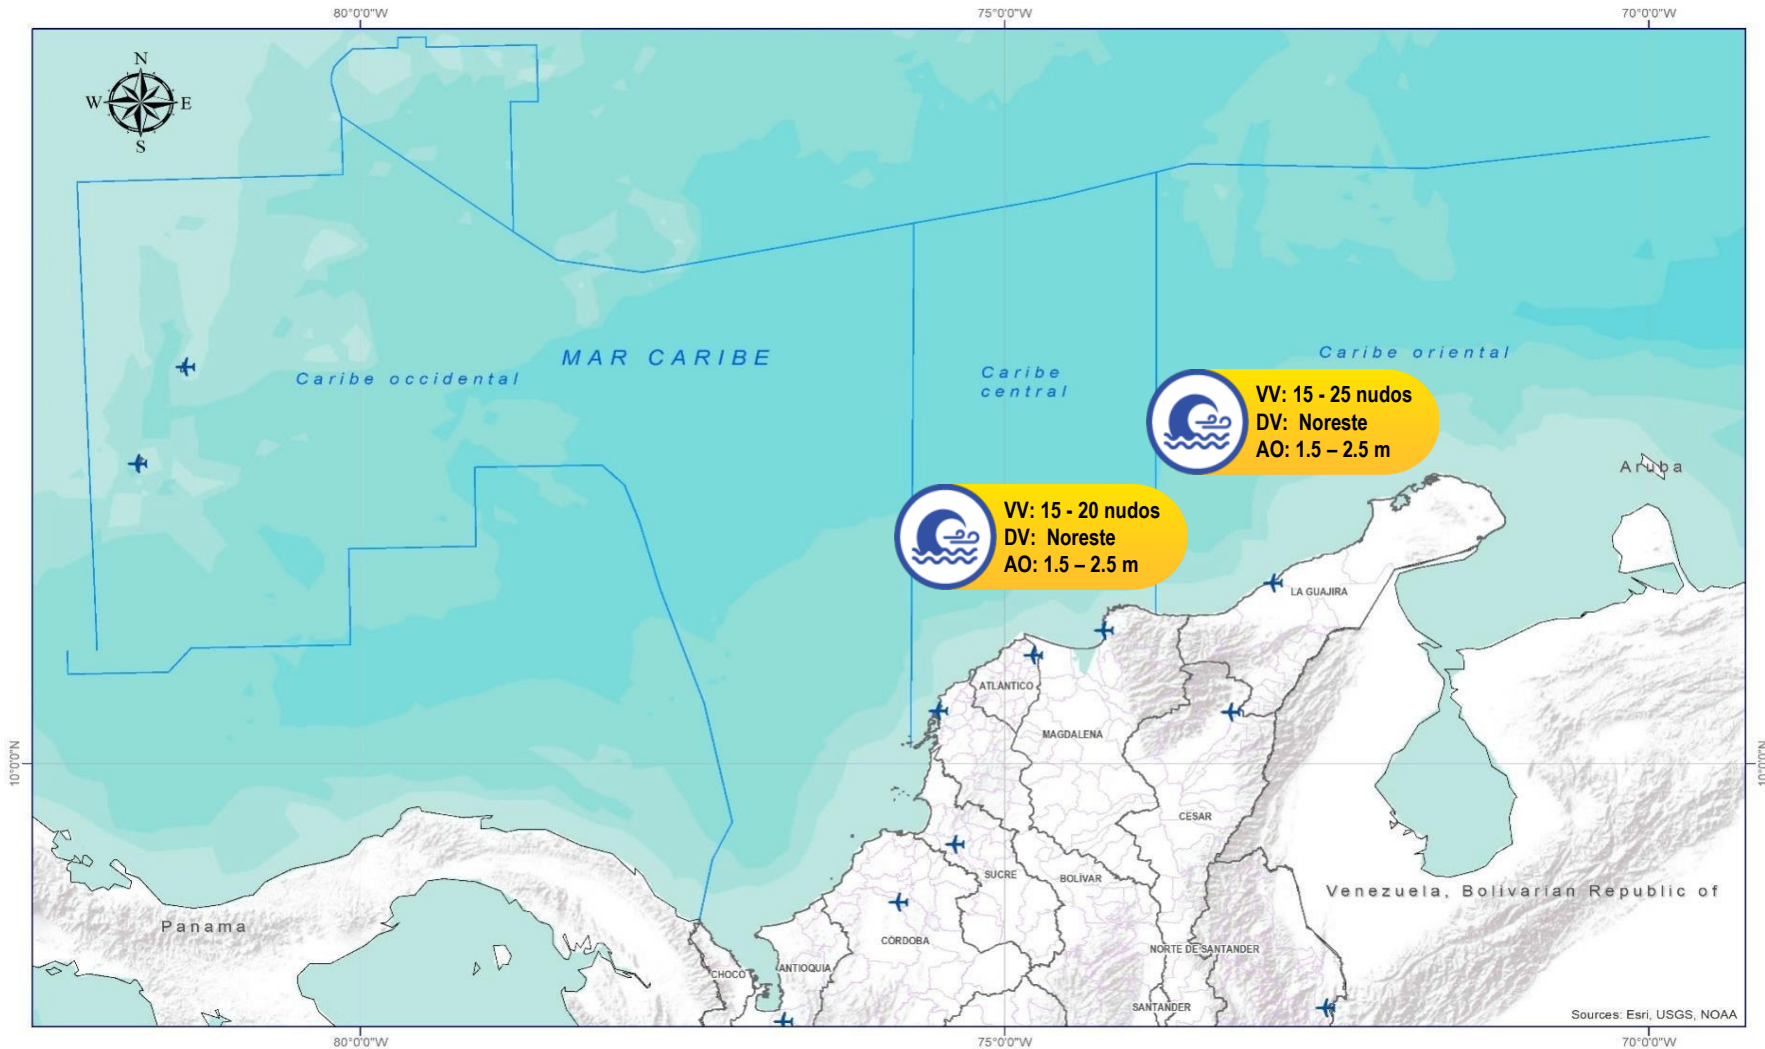 80°0'0"W
75°0'0"W
70°0'0"W
N
W
E
S
MAR CARIBE
Caribe occidental
Caribe
central
Caribe oriental
VV: 15 - 25 nudos
DV: Noreste
AO: 1.5 – 2.5 m
Aruba
VV: 15 - 20 nudos
DV: Noreste
AO: 1.5 – 2.5 m
LA GUAJIRA
ATLANTICO
MAGDALENA
10°0'0"N
10°0'0"N
CESAR
SUCRE
BOLÍVAR
Venezuela, Bolivarian Republic of
Panama
CÓRDOBA
NORTE DE SANTANDER
CHOCO
ANTIOQUIA
SANTANDER
Sources: Esri, USGS, NOAA
80°0'0"W
75°0'0"W
70°0'0"W